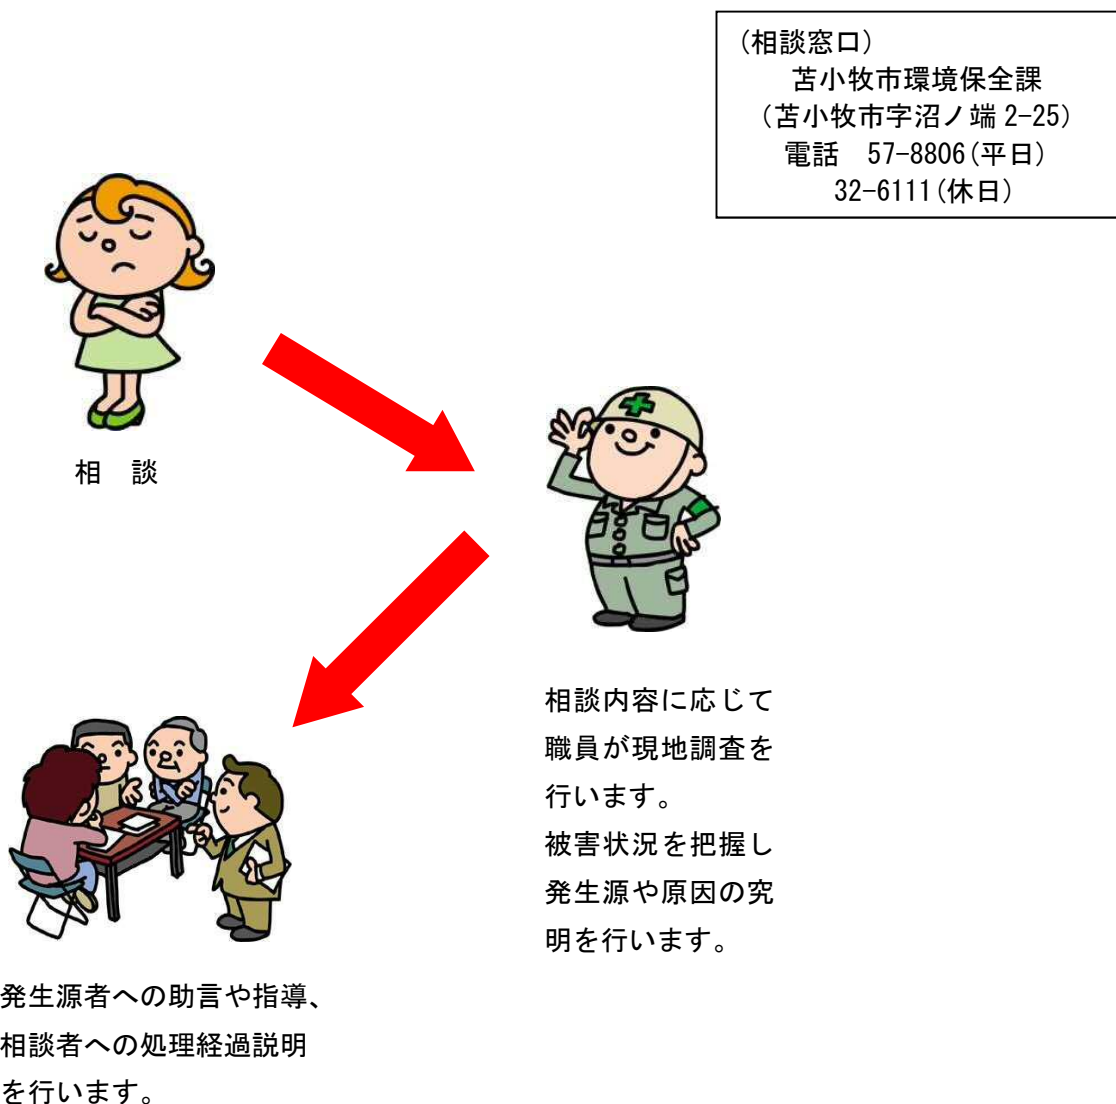 (相談窓口)
苫小牧市環境保全課
(苫小牧市字沼ノ端 2-25)
電話　57-8806(平日)
32-6111(休日)
相　談
相談内容に応じて
職員が現地調査を
行います。
被害状況を把握し
発生源や原因の究
明を行います。
発生源者への助言や指導、
相談者への処理経過説明
を行います。